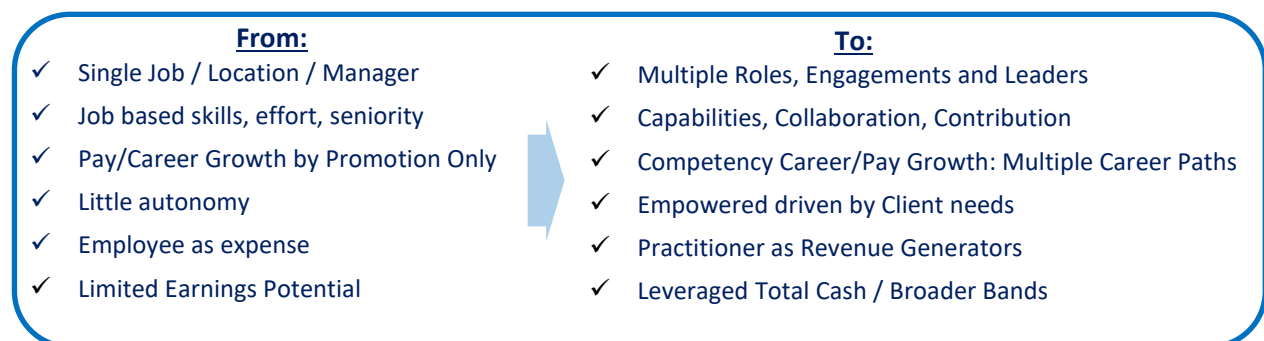 From:
✓ Single Job / Location / Manager
✓ Job based skills, effort, seniority
✓ Pay/Career Growth by Promotion Only
✓ Little autonomy
✓ Employee as expense
✓ Limited Earnings Potential
To:
✓ Multiple Roles, Engagements and Leaders
✓ Capabilities, Collaboration, Contribution
✓ Competency Career/Pay Growth: Multiple Career Paths
✓ Empowered driven by Client needs
✓ Practitioner as Revenue Generators
✓ Leveraged Total Cash / Broader Bands